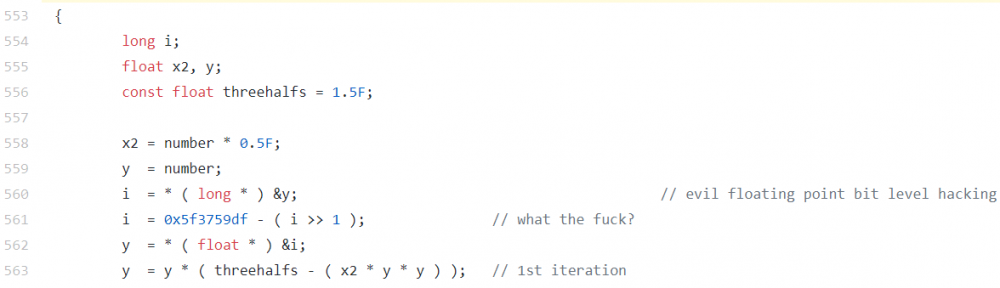 553 {
554 long i;
555 float x2, y;
556 const float threehalfs = 1.5F;
557
558 x2 = number * 0.5F;
559 y  = number;
560 i  = * ( long * ) &y; // evil floating point bit level hacking
561 i  = 0x5f3759df - ( i >> 1 ); // what the fuck?
562 y  = * ( float * ) &i;
563 y  = y * ( threehalfs - ( x2 * y * y ) ); // 1st iteration